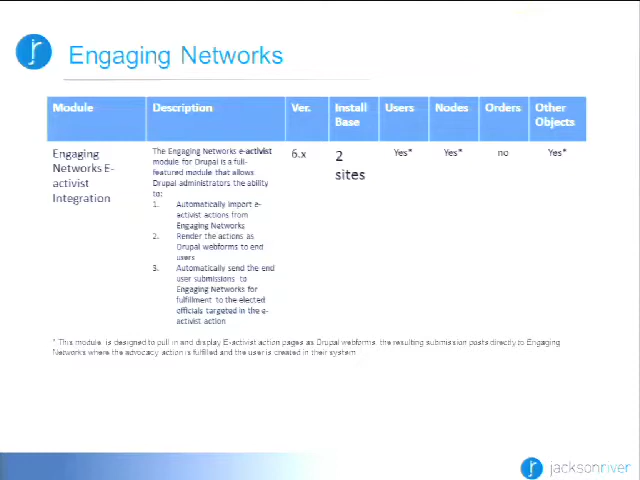 Engaging Networks
Module Description Ver. Install Base Users Nodes Orders Other Objects
Engaging
Networks E-
activist
Integration
The Engaging Networks e-activist
module for Drupal is a full-
featured module that allows
Drupal administrators the ability
to:
1. Automatically import e-
activist actions from
Engaging Networks
2. Render the actions as
Drupal webforms to end
users
3. Automatically send the end
user submissions to
Engaging Networks for
fulfillment to the elected
officials targeted in the e-
activist action
6.x
2
sites
Yes*
Yes*
no
Yes*
* This module is designed to pull in and display E-activist action pages as Drupal webforms, the resulting submission posts directly to Engaging
Networks where the advocacy action is fulfilled and the user is created in their system
jacksonriver